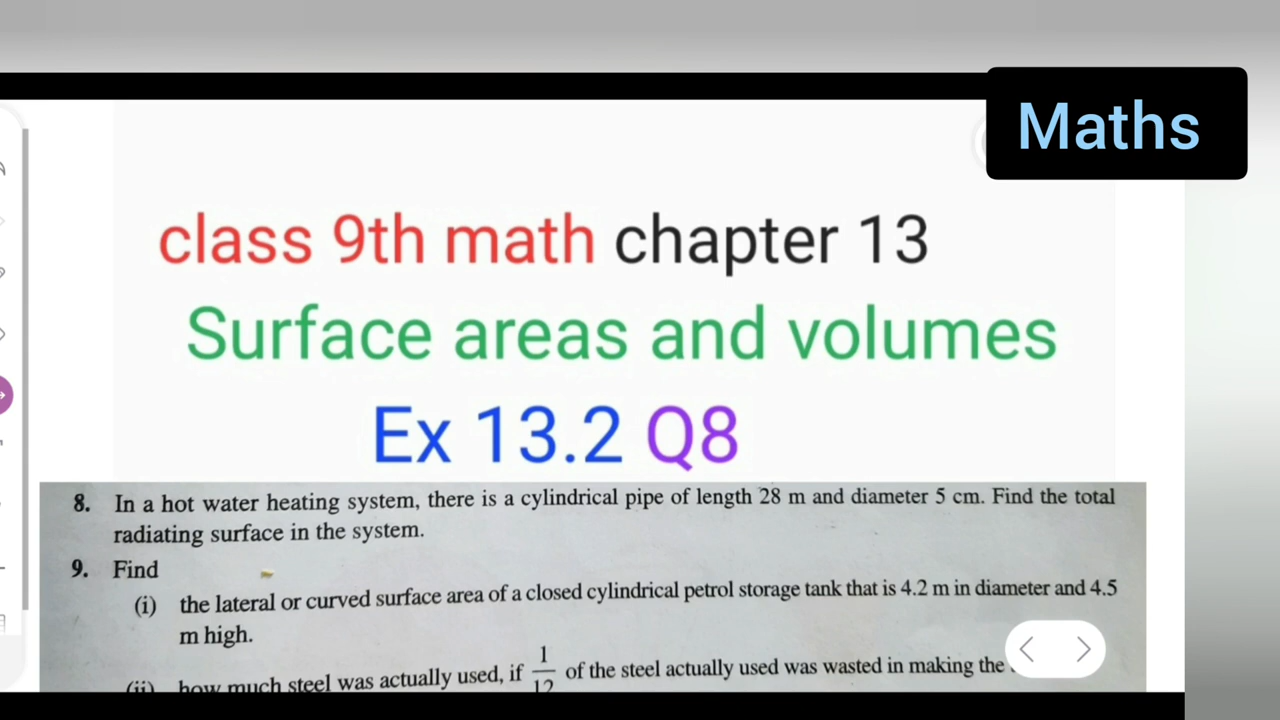 Maths
class 9th math chapter 13
Surface areas and volumes
Ex 13.2 Q8
8. In a hot water heating system, there is a cylindrical pipe of length 28 m and diameter 5 cm. Find the total
radiating surface in the system.
9. Find
(i) the lateral or curved surface area of a closed cylindrical petrol storage tank that is 4.2 m in diameter and 4.5
m high.
(ii) how much steel was actually used, if 1/12 of the steel actually used was wasted in making the